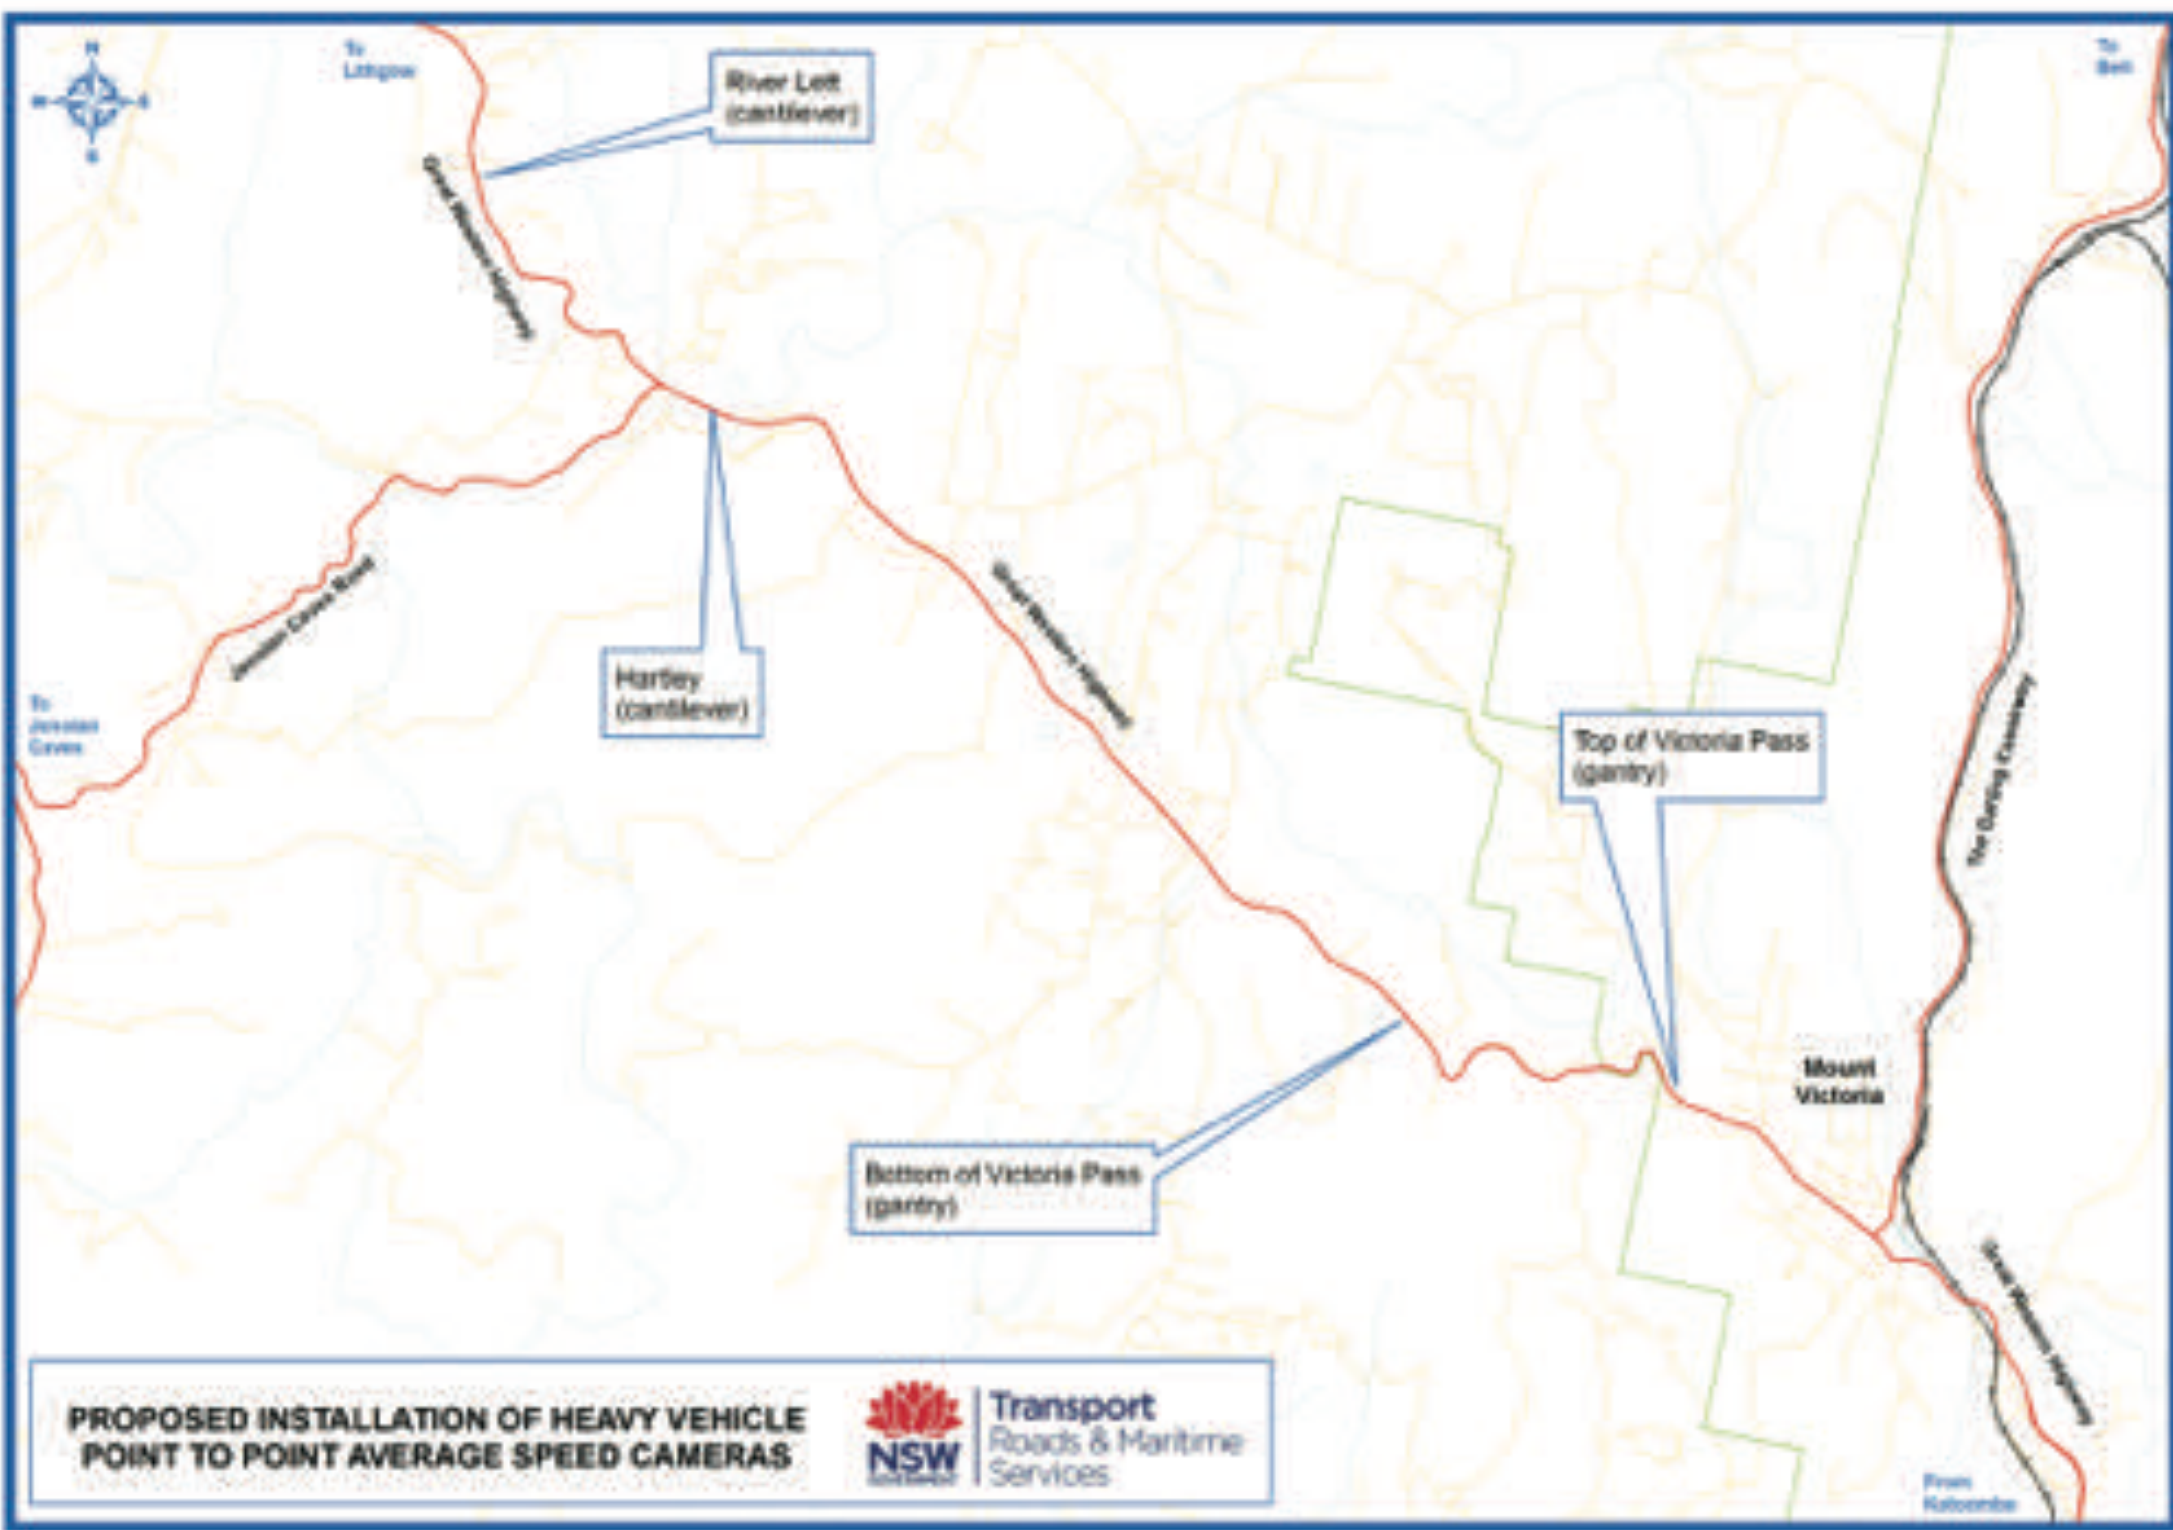 N
W
E
S
To
Lithgow
River Lett
(cantilever)
To
Bell
Great Western Highway
Jenolan Caves Road
Great Western Highway
Hartley
(cantilever)
To
Jenolan
Caves
Top of Victoria Pass
(gantry)
The Darling Causeway
Mount
Victoria
Bottom of Victoria Pass
(gantry)
Great Western Highway
PROPOSED INSTALLATION OF HEAVY VEHICLE
POINT TO POINT AVERAGE SPEED CAMERAS
NSW
GOVERNMENT
Transport
Roads & Maritime
Services
From
Katoomba